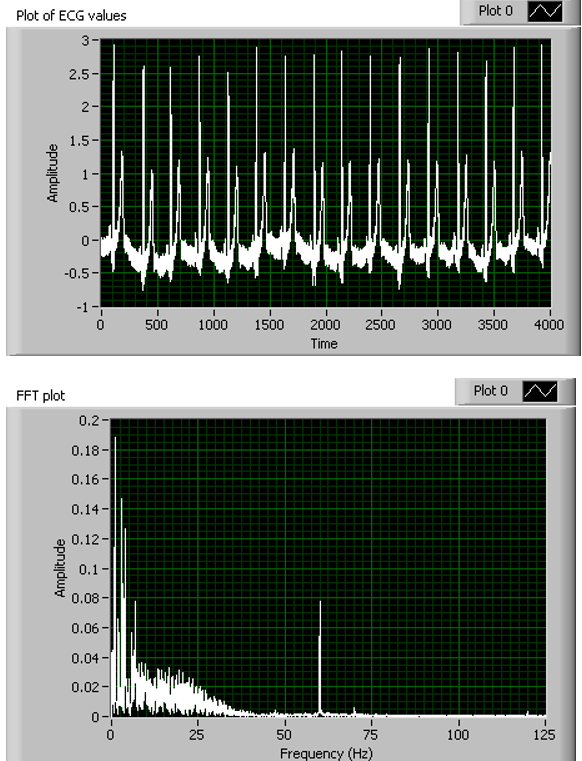 Plot of ECG values
Plot 0
3
2.5
2
1.5
1
0.5
0
-0.5
-1
Amplitude
0 500 1000 1500 2000 2500 3000 3500 4000
Time
FFT plot
Plot 0
0.2
0.18
0.16
0.14
0.12
0.1
0.08
0.06
0.04
0.02
0
Amplitude
0 25 50 75 100 125
Frequency (Hz)